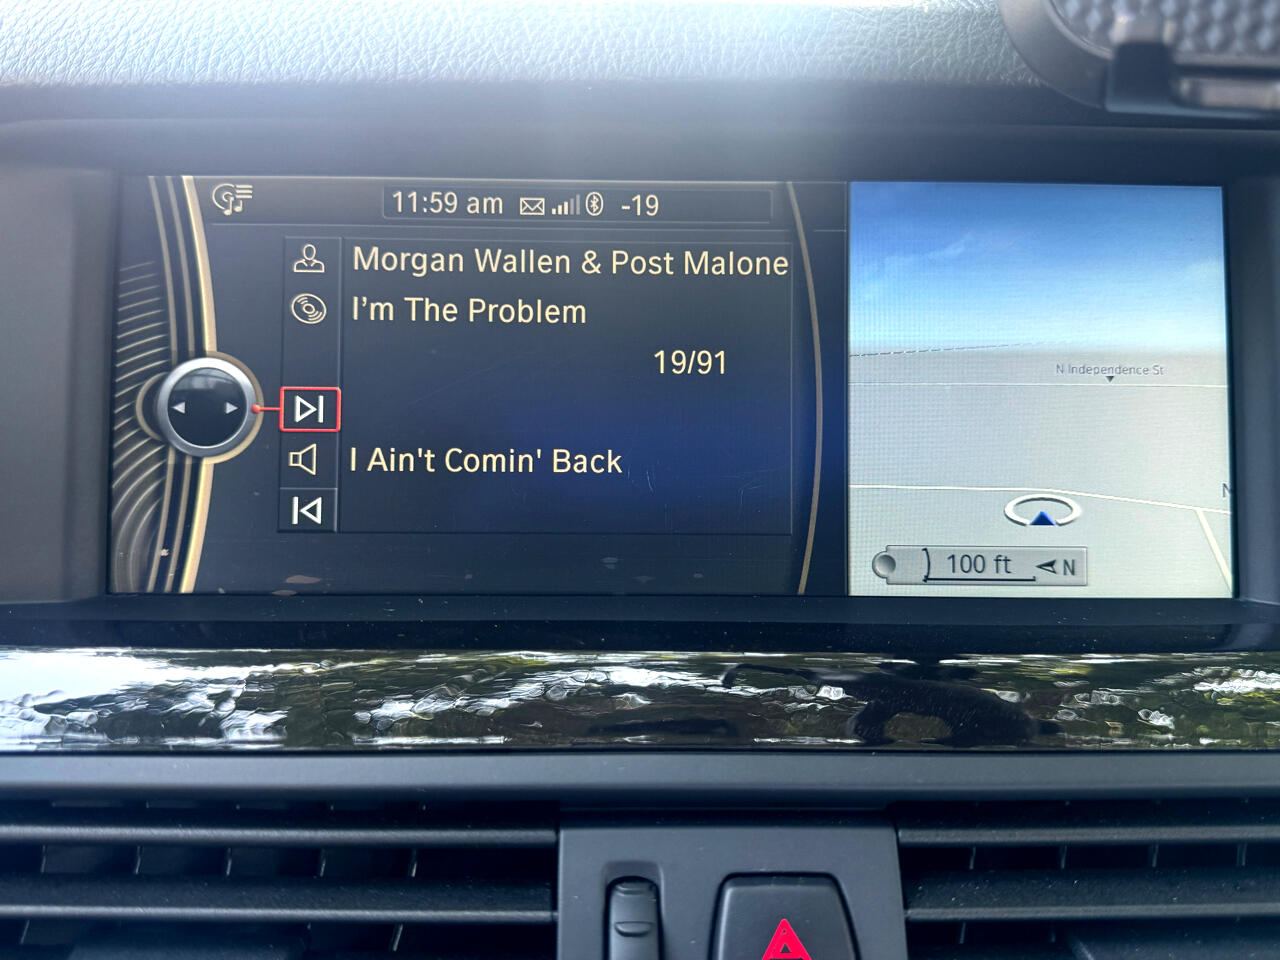 11:59 am -19
Morgan Wallen & Post Malone
I'm The Problem
19/91
I Ain't Comin' Back
N Independence St
N
100 ft N